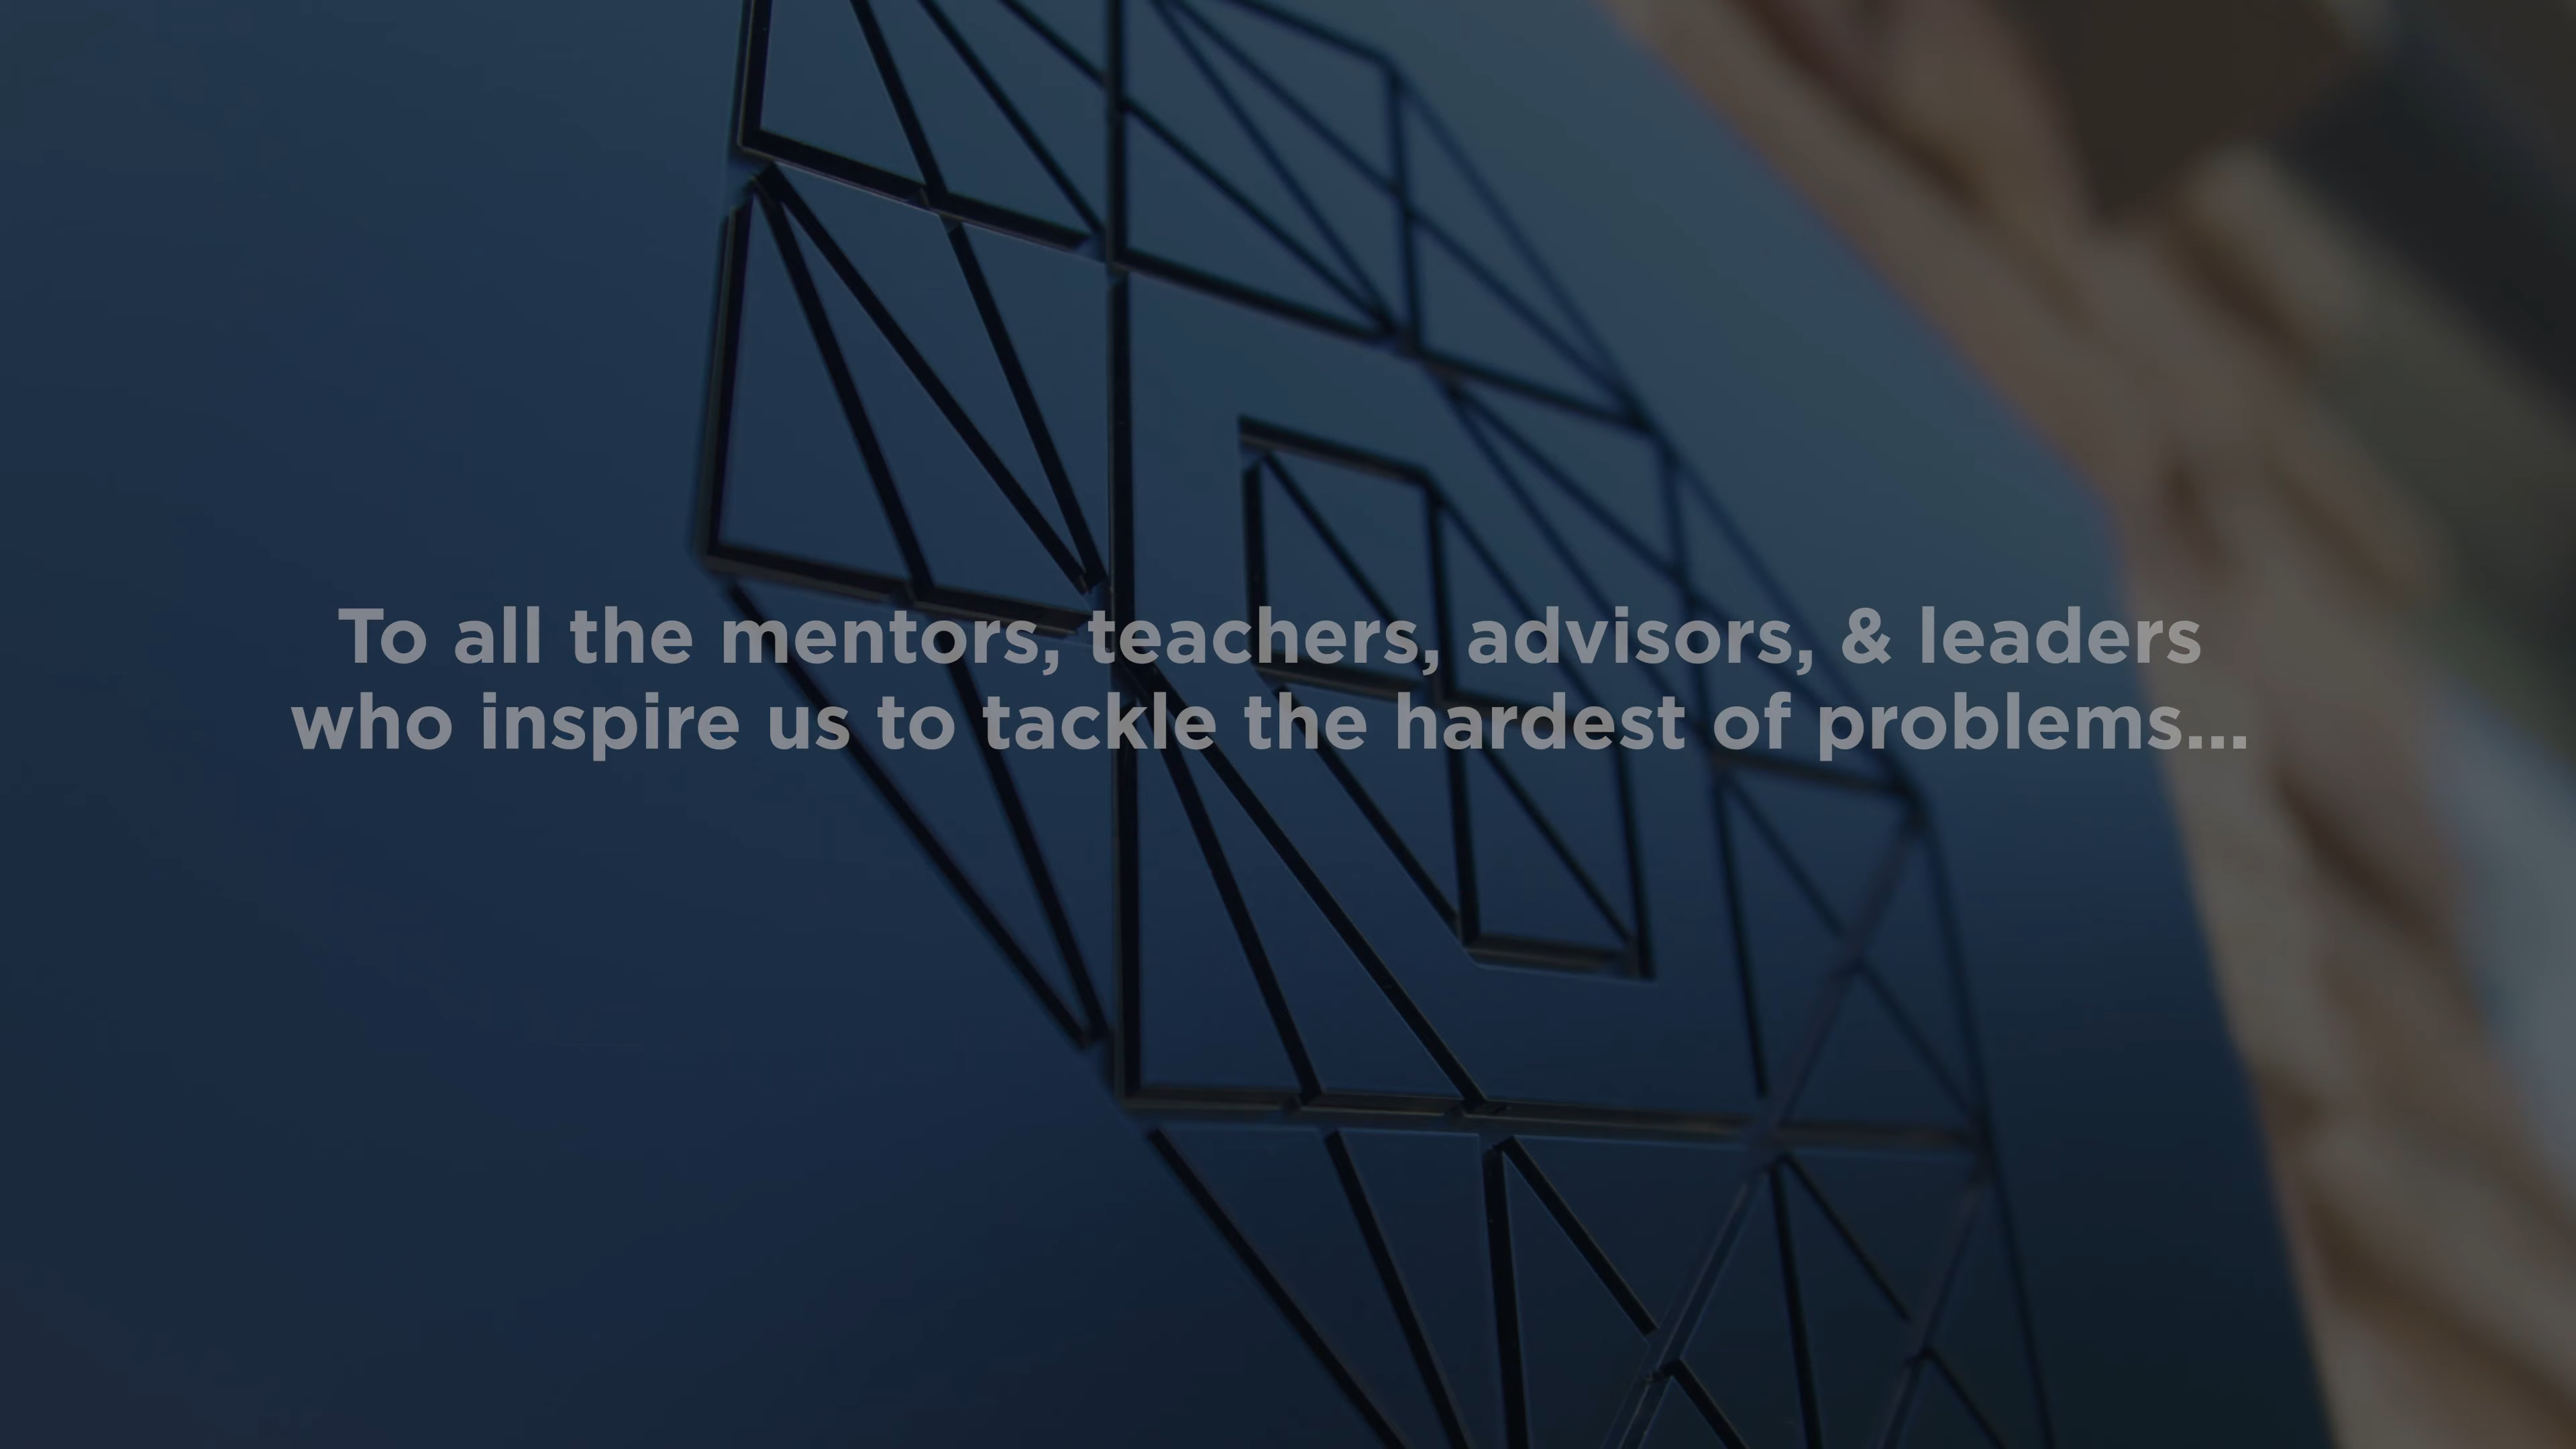 To all the mentors, teachers, advisors, & leaders
who inspire us to tackle the hardest of problems...